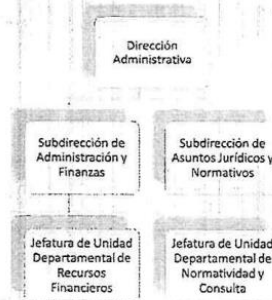 Dirección
Administrativa
Subdirección de
Administración y
Finanzas
Subdirección de
Asuntos Jurídicos y
Normativos
Jefatura de Unidad
Departamental de
Recursos
Financieros
Jefatura de Unidad
Departamental de
Normatividad y
Consulta